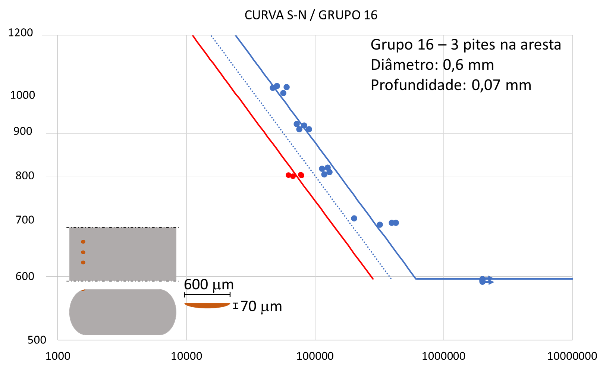 CURVA S-N / GRUPO 16
1200
Grupo 16 – 3 pites na aresta
Diâmetro: 0,6 mm
Profundidade: 0,07 mm
1000
900
800
700
600
600 μm
70 μm
500
1000 10000 100000 1000000 10000000